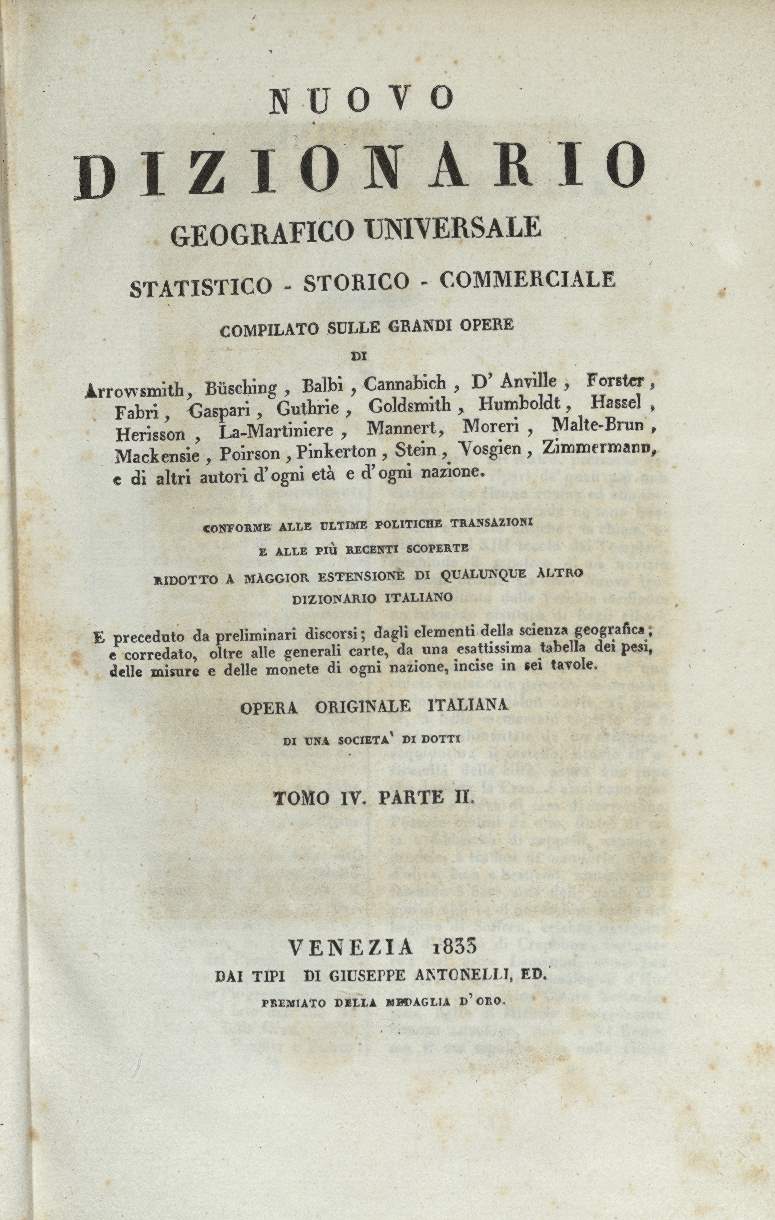 NUOVO
DIZIONARIO
GEOGRAFICO UNIVERSALE
STATISTICO - STORICO - COMMERCIALE
COMPILATO SULLE GRANDI OPERE
DI
Arrowsmith, Büsching, Balbi, Cannabich, D' Anville, Forster,
Fabri, Gaspari, Guthrie, Goldsmith, Humboldt, Hassel,
Herisson, La-Martiniere, Mannert, Moreri, Malte-Brun,
Mackensie, Poirson, Pinkerton, Stein, Vosgien, Zimmermann,
e di altri autori d'ogni età e d'ogni nazione.
CONFORME ALLE ULTIME POLITICHE TRANSAZIONI
E ALLE PIÙ RECENTI SCOPERTE
RIDOTTO A MAGGIOR ESTENSIONE DI QUALUNQUE ALTRO
DIZIONARIO ITALIANO
E preceduto da preliminari discorsi; dagli elementi della scienza geografica;
e corredato, oltre alle generali carte, da una esattissima tabella dei pesi,
delle misure e delle monete di ogni nazione, incise in sei tavole.
OPERA ORIGINALE ITALIANA
DI UNA SOCIETA' DI DOTTI
TOMO IV. PARTE II.
VENEZIA 1833
DAI TIPI DI GIUSEPPE ANTONELLI, ED.
PREMIATO DELLA MEDAGLIA D'ORO.